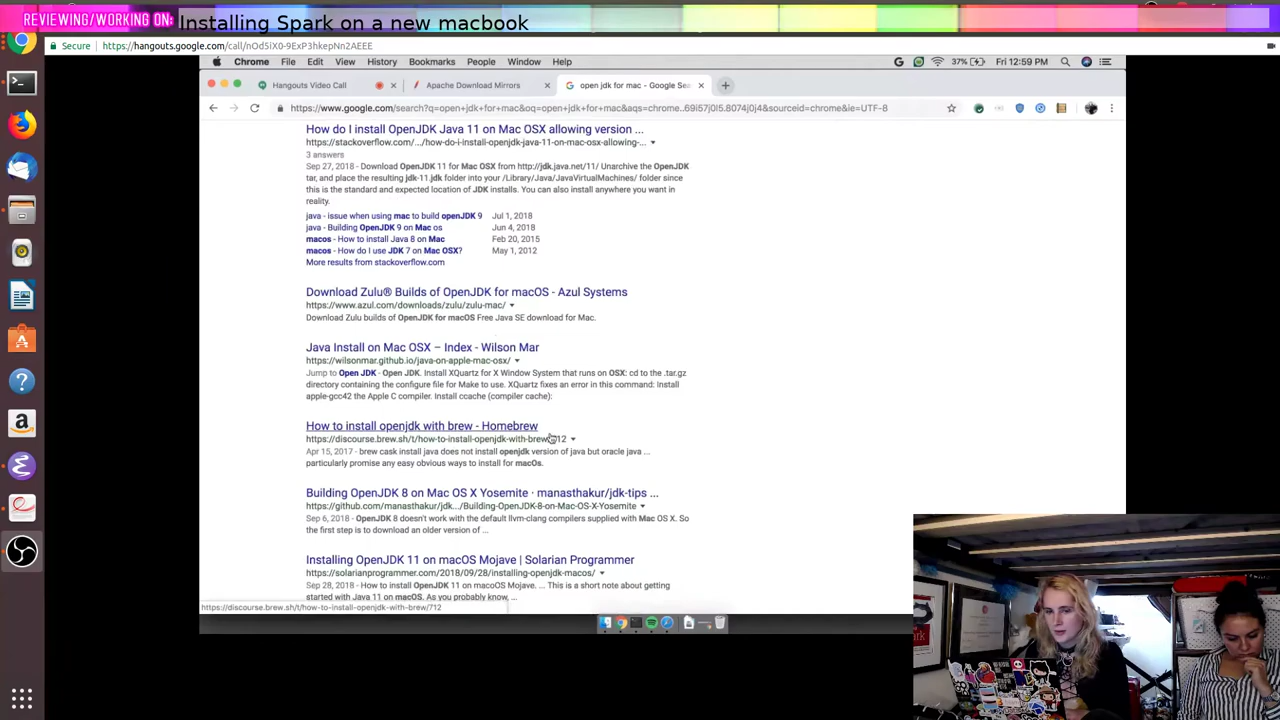 REVIEWING/WORKING ON: Installing Spark on a new macbook
Secure https://hangouts.google.com/call/nOd5iX0-9ExP3hkepNn2AEEE
Chrome File Edit View History Bookmarks People Window Help 37% Fri 12:59 PM
Hangouts Video Call Apache Download Mirrors open jdk for mac - Google Sea
https://www.google.com/search?q=open+jdk+for+mac&oq=open+jdk+for+mac&aqs=chrome..69i57j0l5.8074j0j4&sourceid=chrome&ie=UTF-8
How do I install OpenJDK Java 11 on Mac OSX allowing version ...
https://stackoverflow.com/.../how-do-i-install-openjdk-java-11-on-mac-osx-allowing-...
3 answers
Sep 27, 2018 - Download OpenJDK 11 for Mac OSX from http://jdk.java.net/11/ Unarchive the OpenJDK
tar, and place the resulting jdk-11.jdk folder into your /Library/Java/JavaVirtualMachines/ folder since
this is the standard and expected location of JDK installs. You can also install anywhere you want in
reality.
java - issue when using mac to build openJDK 9 Jul 1, 2018
java - Building OpenJDK 9 on Mac os Jun 4, 2018
macos - How to install Java 8 on Mac Feb 20, 2015
macos - How do I use JDK 7 on Mac OSX? May 1, 2012
More results from stackoverflow.com
Download Zulu® Builds of OpenJDK for macOS - Azul Systems
https://www.azul.com/downloads/zulu/zulu-mac/
Download Zulu builds of OpenJDK for macOS Free Java SE download for Mac.
Java Install on Mac OSX – Index - Wilson Mar
https://wilsonmar.github.io/java-on-apple-mac-osx/
Jump to Open JDK - Open JDK. Install XQuartz for X Window System that runs on OSX: cd to the .tar.gz
directory containing the configure file for Make to use. XQuartz fixes an error in this command: Install
apple-gcc42 the Apple C compiler. Install ccache (compiler cache):
How to install openjdk with brew - Homebrew
https://discourse.brew.sh/t/how-to-install-openjdk-with-brew/712
Apr 15, 2017 - brew cask install java does not install openjdk version of java but oracle java ...
particularly promise any easy obvious ways to install for macOs.
Building OpenJDK 8 on Mac OS X Yosemite · manasthakur/jdk-tips ...
https://github.com/manasthakur/jdk.../Building-OpenJDK-8-on-Mac-OS-X-Yosemite
Sep 6, 2018 - OpenJDK 8 doesn't work with the default llvm-clang compilers supplied with Mac OS X. So
the first step is to download an older version of ...
Installing OpenJDK 11 on macOS Mojave | Solarian Programmer
https://solarianprogrammer.com/2018/09/28/installing-openjdk-macos/
Sep 28, 2018 - How to install OpenJDK 11 on macoOS Mojave. ... This is a short note about getting
started with Java 11 on macOS. As you probably know, ...
https://discourse.brew.sh/t/how-to-install-openjdk-with-brew/712